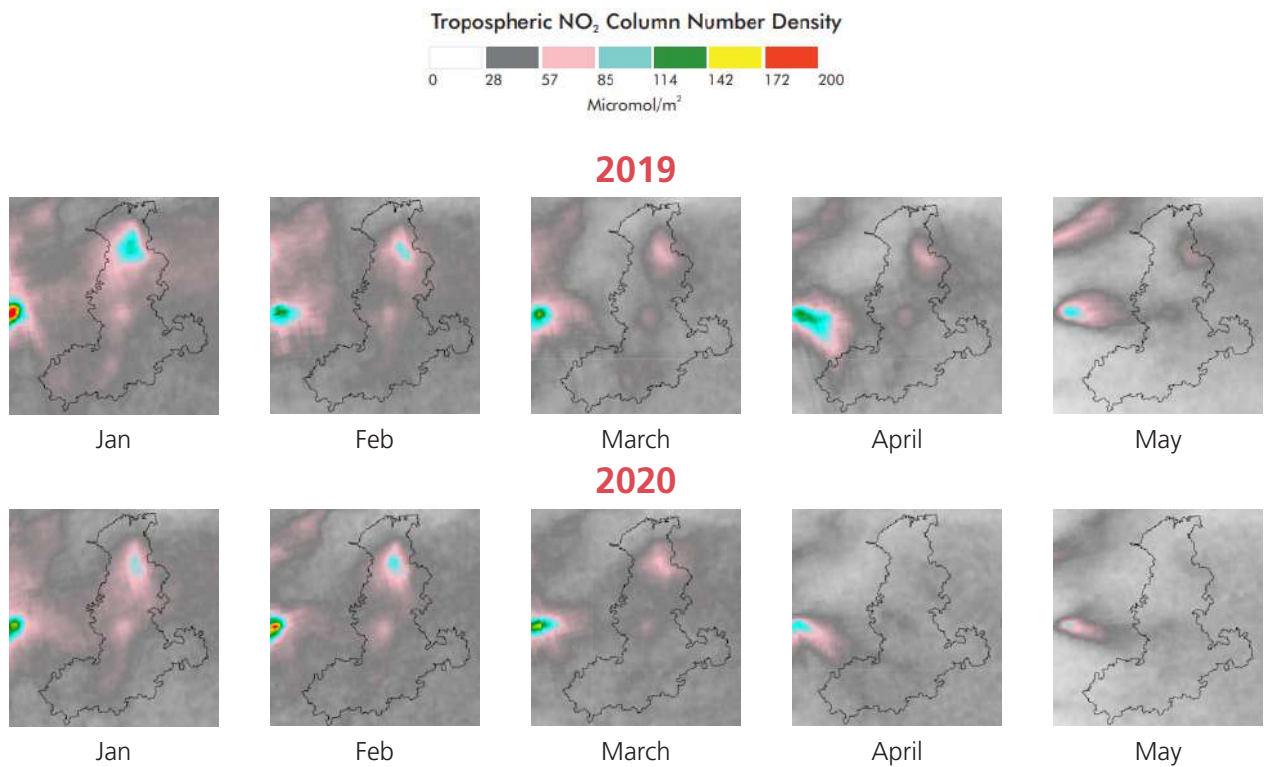 Tropospheric NO₂ Column Number Density
0 28 57 85 114 142 172 200
Micromol/m²
2019
Jan Feb March April May
2020
Jan Feb March April May